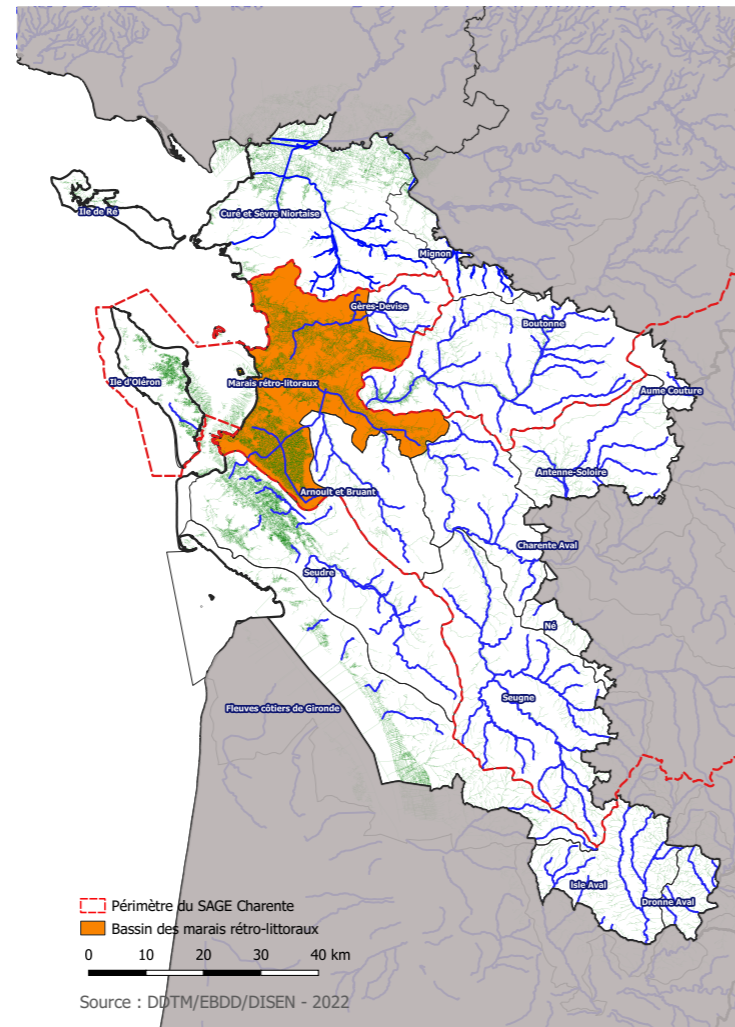 Curé et Sèvre Niortaise
Ile de Ré
Mignon
Gères-Devise
Boutonne
Ile d'Oléron
Marais rétro-litoraux
Aume Couture
Antenne-Soloire
Arnoult et Bruant
Charente Aval
Seudre
Né
Seugne
Fleuves côtiers de Gironde
Isle Aval
Dronne Aval
Périmètre du SAGE Charente
Bassin des marais rétro-littoraux
0 10 20 30 40 km
Source : DDTM/EBDD/DISEN - 2022